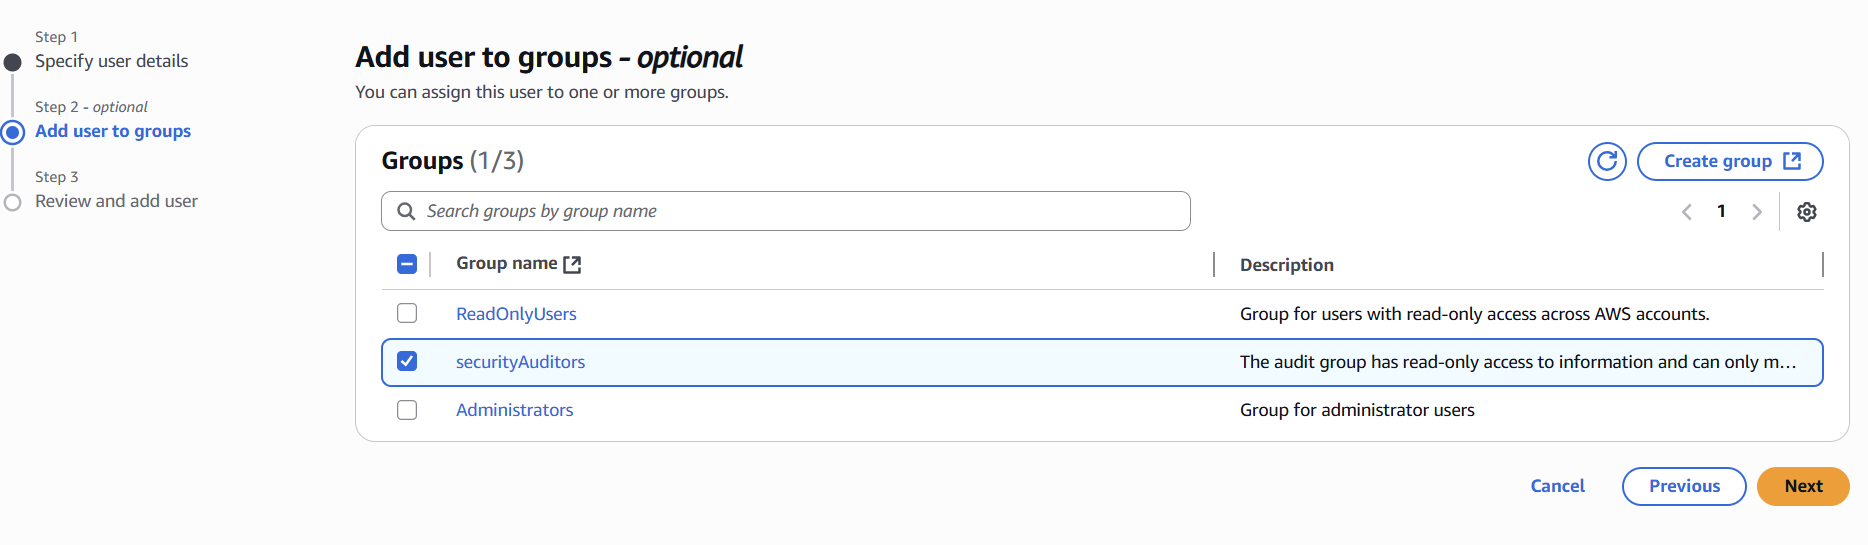 Step 1
Specify user details
Step 2 - optional
Add user to groups
Step 3
Review and add user
Add user to groups - optional
You can assign this user to one or more groups.
Groups (1/3)
Create group
Search groups by group name
1
Group name
Description
ReadOnlyUsers
Group for users with read-only access across AWS accounts.
securityAuditors
The audit group has read-only access to information and can only m...
Administrators
Group for administrator users
Cancel
Previous
Next